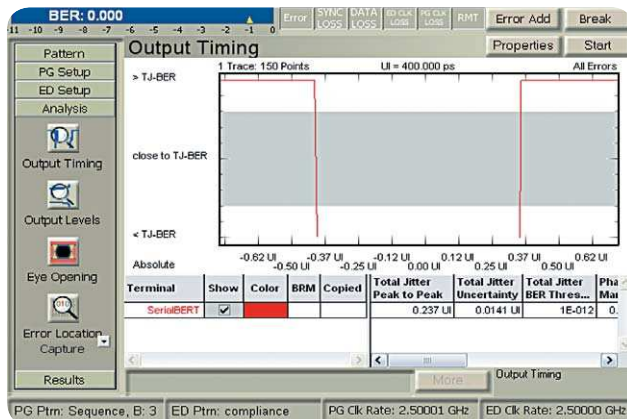 BER: 0.000
-11 -10 -9 -8 -7 -6 -5 -4 -3 -2 -1 0
Error
SYNC LOSS
DATA LOSS
ED CLK LOSS
PG CLK LOSS
RMT
Error Add
Break
Pattern
PG Setup
ED Setup
Analysis
Output Timing
Output Levels
Eye Opening
Error Location
Capture
Results
Output Timing
Properties
Start
1 Trace: 150 Points
UI = 400.000 ps
All Errors
> TJ-BER
close to TJ-BER
< TJ-BER
-0.62 UI -0.37 UI -0.12 UI 0.12 UI 0.37 UI 0.62 UI
Absolute -0.50 UI -0.25 UI 0.00 UI 0.25 UI 0.50 UI
Terminal Show Color BRM Copied Total Jitter Peak to Peak Total Jitter Uncertainty Total Jitter BER Thres...
SerialBERT 0.237 UI 0.0141 UI 1E-012 0.
More
Output Timing
PG Ptrn: Sequence, B: 3 ED Ptrn: compliance PG Clk Rate: 2.50001 GHz ED Clk Rate: 2.50000 GHz